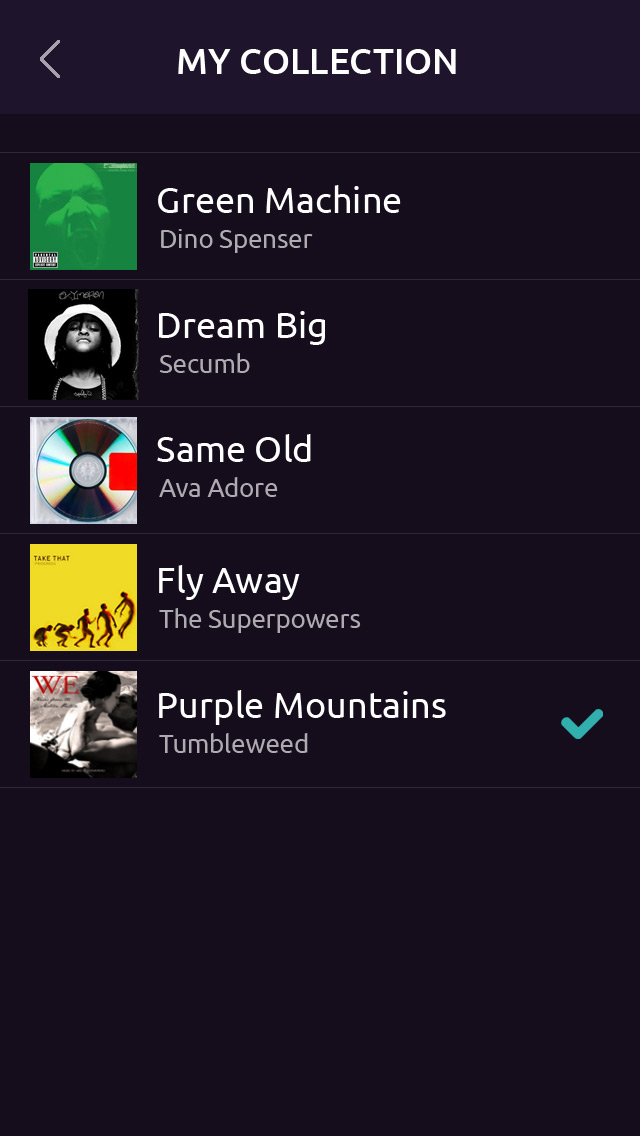 MY COLLECTION
Green Machine
Dino Spenser
Dream Big
Secumb
Same Old
Ava Adore
TAKE THAT
Fly Away
The Superpowers
WE
Purple Mountains
Tumbleweed